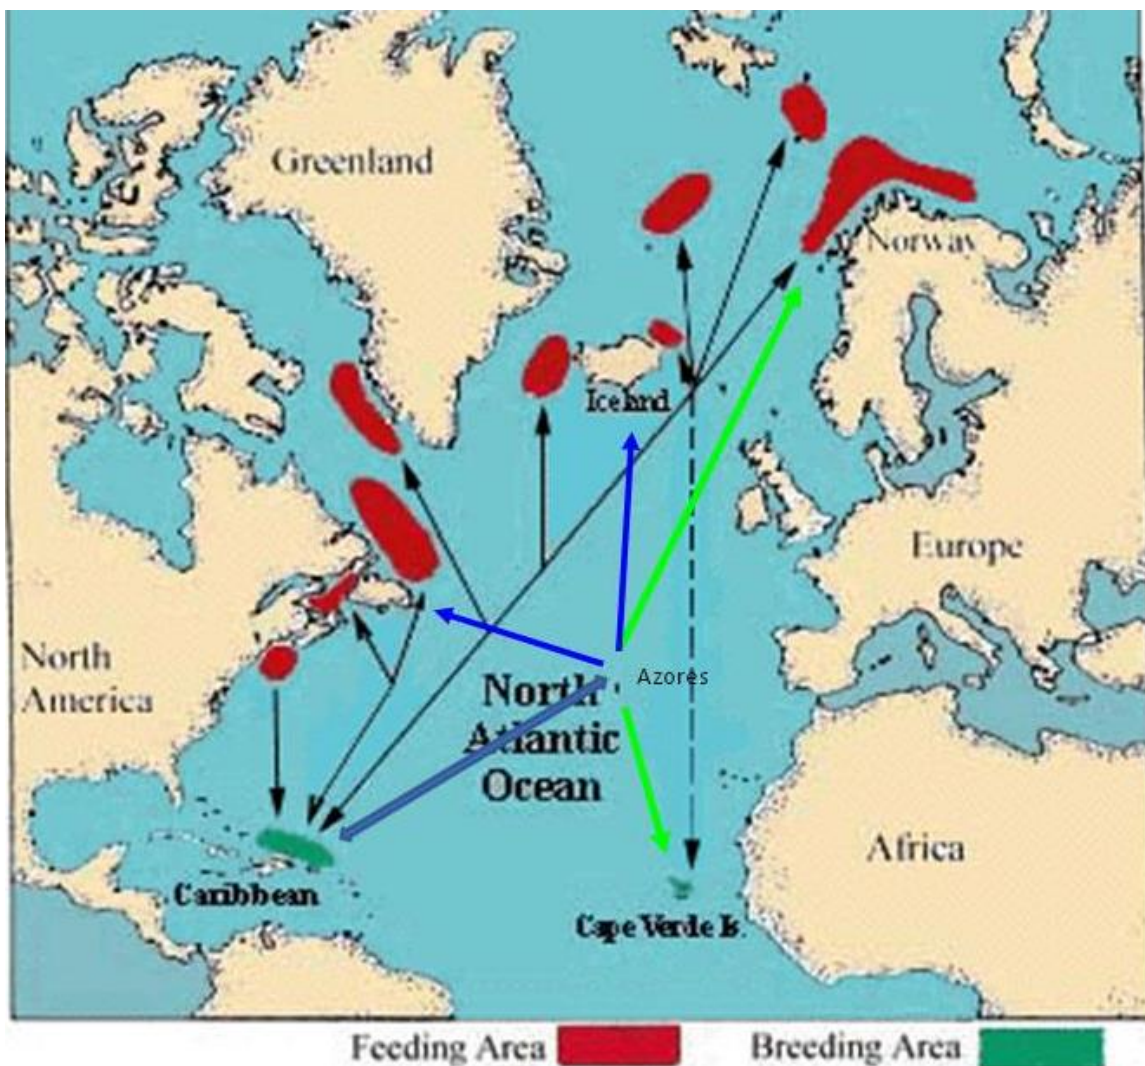 Greenland
Norway
Iceland
Europe
North
America
Azores
North
Atlantic
Ocean
Africa
Caribbean
Cape Verde Is.
Feeding Area
Breeding Area